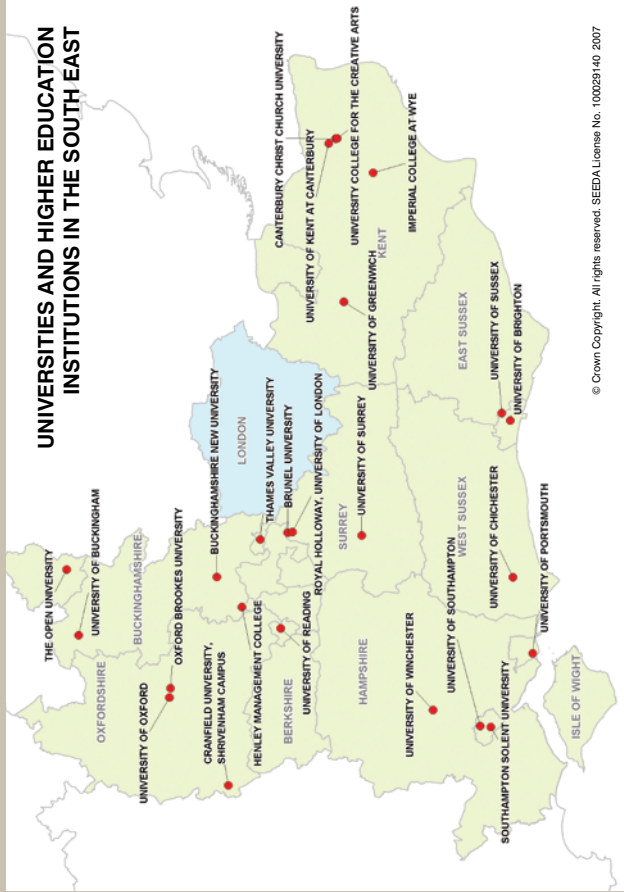 UNIVERSITIES AND HIGHER EDUCATION
INSTITUTIONS IN THE SOUTH EAST
THE OPEN UNIVERSITY
UNIVERSITY OF BUCKINGHAM
BUCKINGHAMSHIRE
OXFORDSHIRE
OXFORD BROOKES UNIVERSITY
UNIVERSITY OF OXFORD
BUCKINGHAMSHIRE NEW UNIVERSITY
CRANFIELD UNIVERSITY,
SHRIVENHAM CAMPUS
LONDON
HENLEY MANAGEMENT COLLEGE
THAMES VALLEY UNIVERSITY
BERKSHIRE
BRUNEL UNIVERSITY
UNIVERSITY OF READING
ROYAL HOLLOWAY, UNIVERSITY OF LONDON
CANTERBURY CHRIST CHURCH UNIVERSITY
UNIVERSITY OF KENT AT CANTERBURY
UNIVERSITY COLLEGE FOR THE CREATIVE ARTS
KENT
IMPERIAL COLLEGE AT WYE
UNIVERSITY OF GREENWICH
SURREY
UNIVERSITY OF SURREY
HAMPSHIRE
UNIVERSITY OF WINCHESTER
UNIVERSITY OF SOUTHAMPTON
WEST SUSSEX
EAST SUSSEX
UNIVERSITY OF SUSSEX
UNIVERSITY OF BRIGHTON
UNIVERSITY OF CHICHESTER
SOUTHAMPTON SOLENT UNIVERSITY
UNIVERSITY OF PORTSMOUTH
ISLE OF WIGHT
© Crown Copyright. All rights reserved. SEEDA License No. 100029140 2007